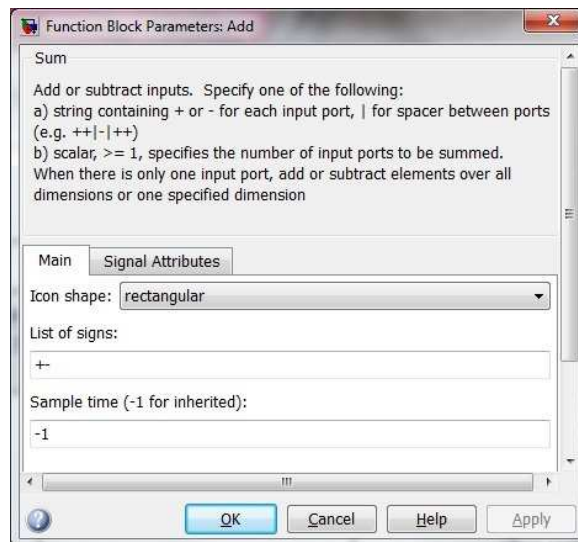 Function Block Parameters: Add
Sum
Add or subtract inputs. Specify one of the following:
a) string containing + or - for each input port, | for spacer between ports
(e.g. ++|-|++)
b) scalar, >= 1, specifies the number of input ports to be summed.
When there is only one input port, add or subtract elements over all
dimensions or one specified dimension
Main
Signal Attributes
Icon shape: rectangular
List of signs:
+-
Sample time (-1 for inherited):
-1
OK
Cancel
Help
Apply